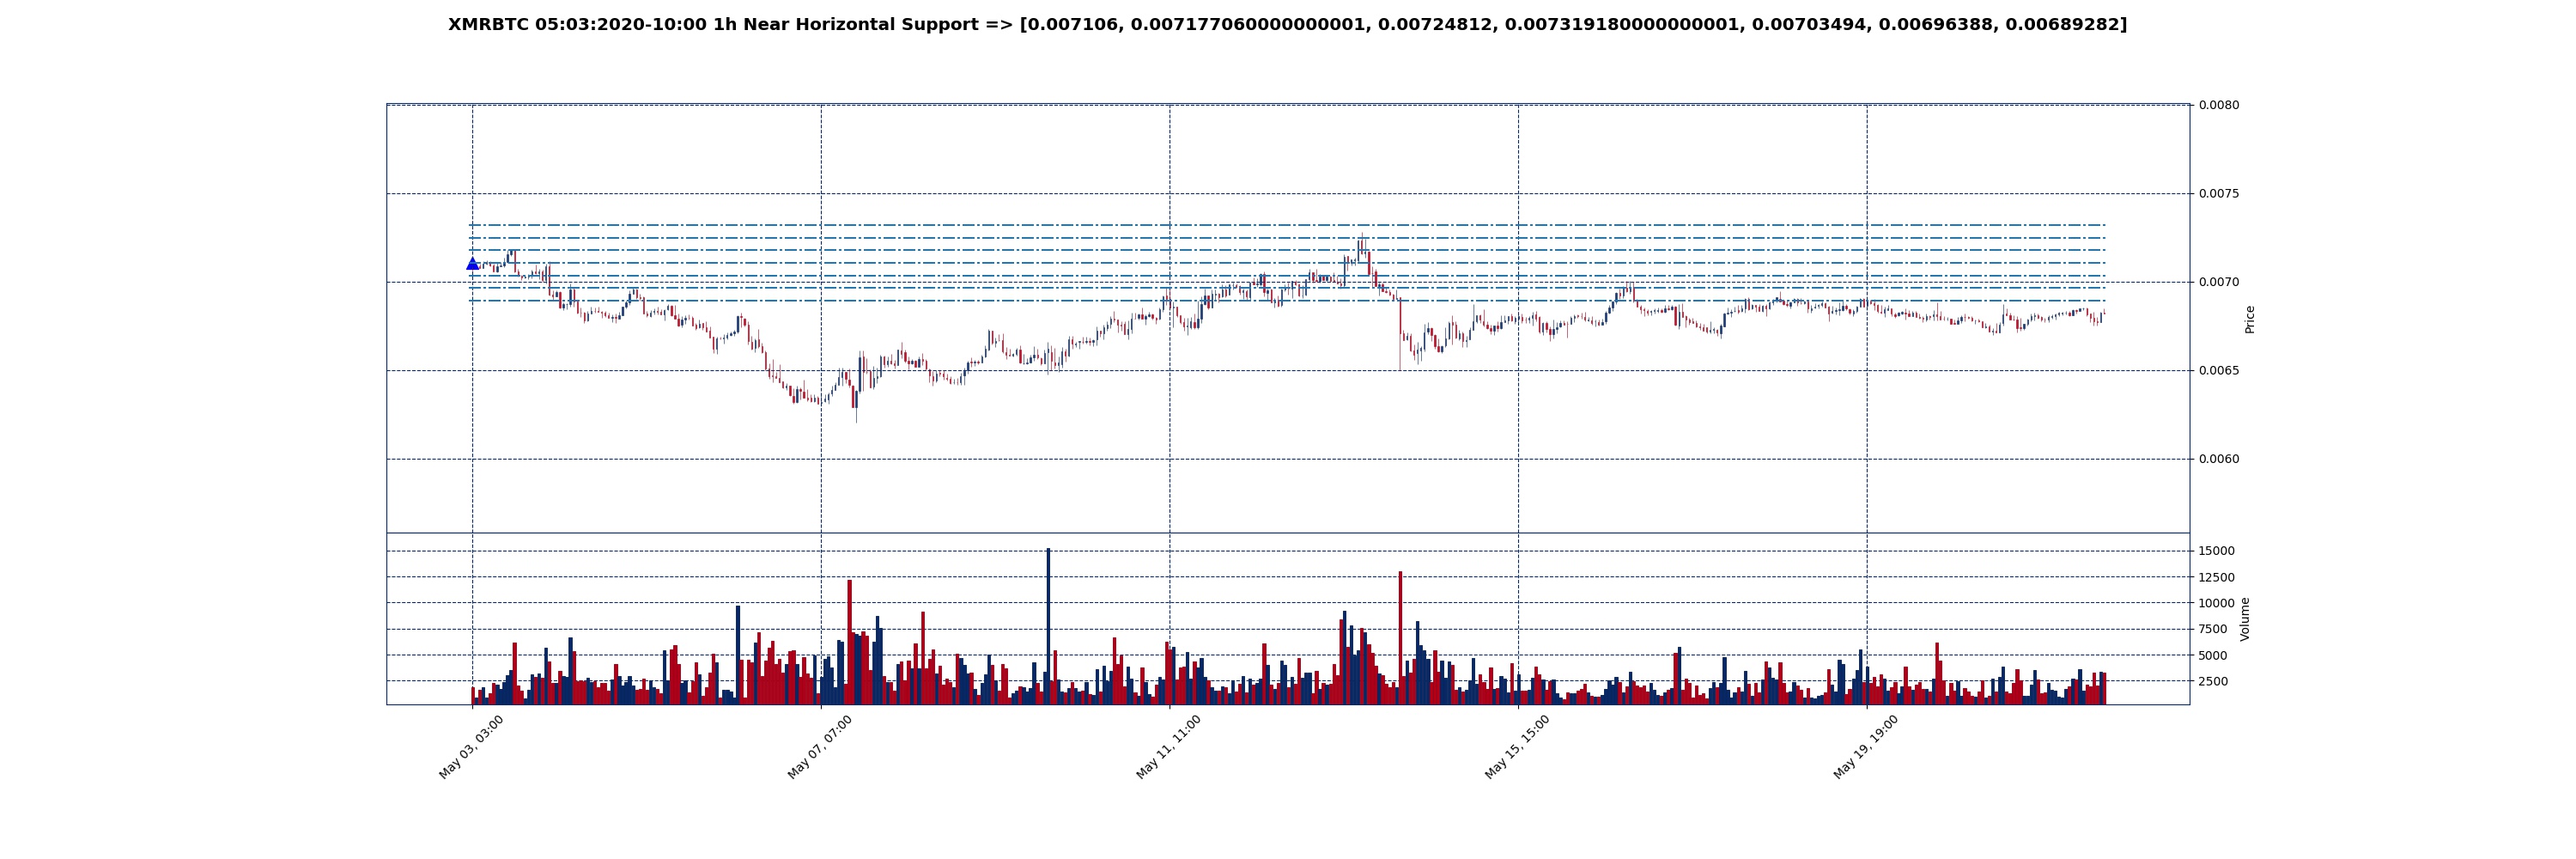 XMRBTC 05:03:2020-10:00 1h Near Horizontal Support => [0.007106, 0.007177060000000001, 0.00724812, 0.007319180000000001, 0.00703494, 0.00696388, 0.00689282]
0.0080
0.0075
0.0070
0.0065
0.0060
Price
15000
12500
10000
7500
5000
2500
Volume
May 03, 03:00
May 07, 07:00
May 11, 11:00
May 15, 15:00
May 19, 19:00